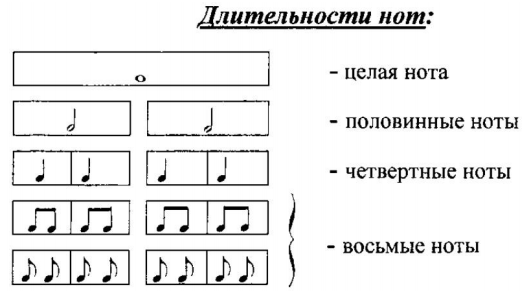 Длительности нот:
- целая нота
- половинные ноты
- четвертные ноты
- восьмые ноты